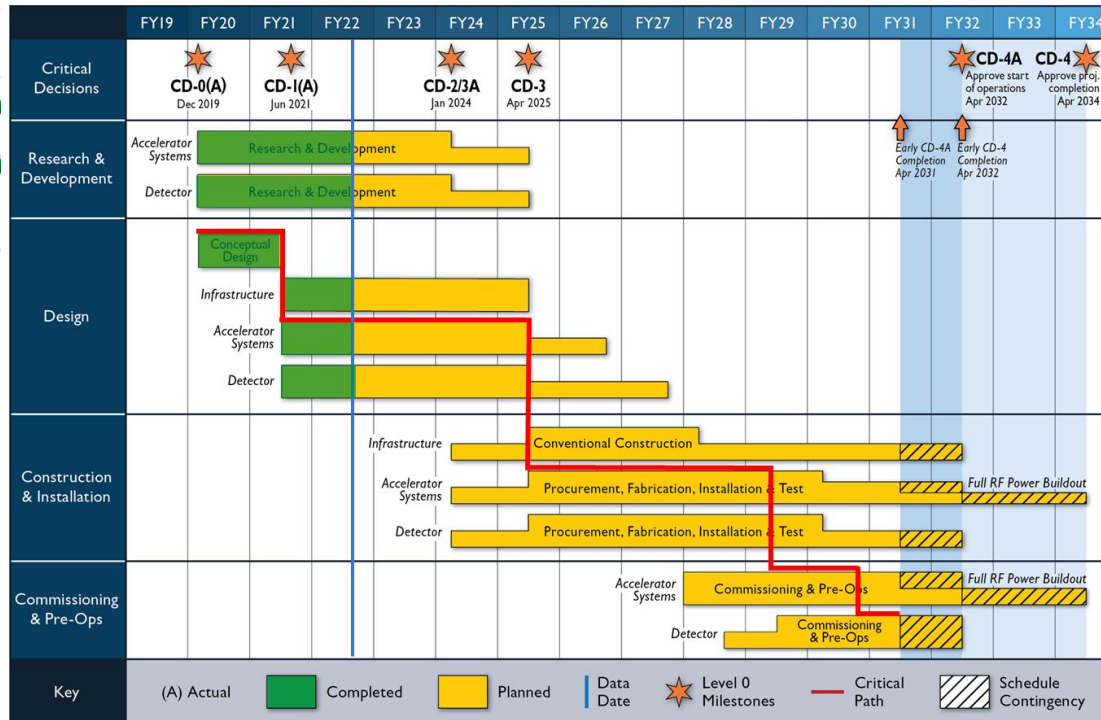 FY19 FY20 FY21 FY22 FY23 FY24 FY25 FY26 FY27 FY28 FY29 FY30 FY31 FY32 FY33 FY34
Critical
Decisions
CD-0(A)
Dec 2019
CD-1(A)
Jun 2021
CD-2/3A
Jan 2024
CD-3
Apr 2025
CD-4A
Approve start
of operations
Apr 2032
CD-4
Approve proj.
completion
Apr 2034
Early CD-4A
Completion
Apr 2031
Early CD-4
Completion
Apr 2032
Research &
Development
Accelerator
Systems
Research & Development
Detector
Research & Development
Design
Conceptual
Design
Infrastructure
Accelerator
Systems
Detector
Construction
& Installation
Infrastructure
Conventional Construction
Accelerator
Systems
Procurement, Fabrication, Installation & Test
Full RF Power Buildout
Detector
Procurement, Fabrication, Installation & Test
Commissioning
& Pre-Ops
Accelerator
Systems
Commissioning & Pre-Ops
Full RF Power Buildout
Detector
Commissioning
& Pre-Ops
Key
(A) Actual
Completed
Planned
Data
Date
Level 0
Milestones
Critical
Path
Schedule
Contingency